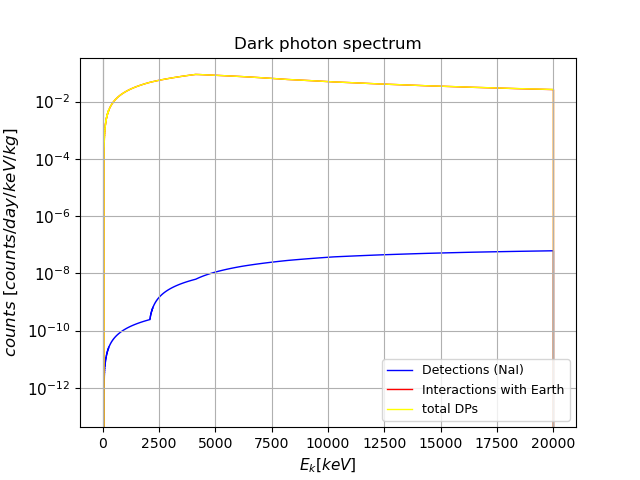 Dark photon spectrum
counts [counts/day/keV/kg]
10⁻²
10⁻⁴
10⁻⁶
10⁻⁸
10⁻¹⁰
10⁻¹²
Detections (NaI)
Interactions with Earth
total DPs
0 2500 5000 7500 10000 12500 15000 17500 20000
Eₖ[keV]